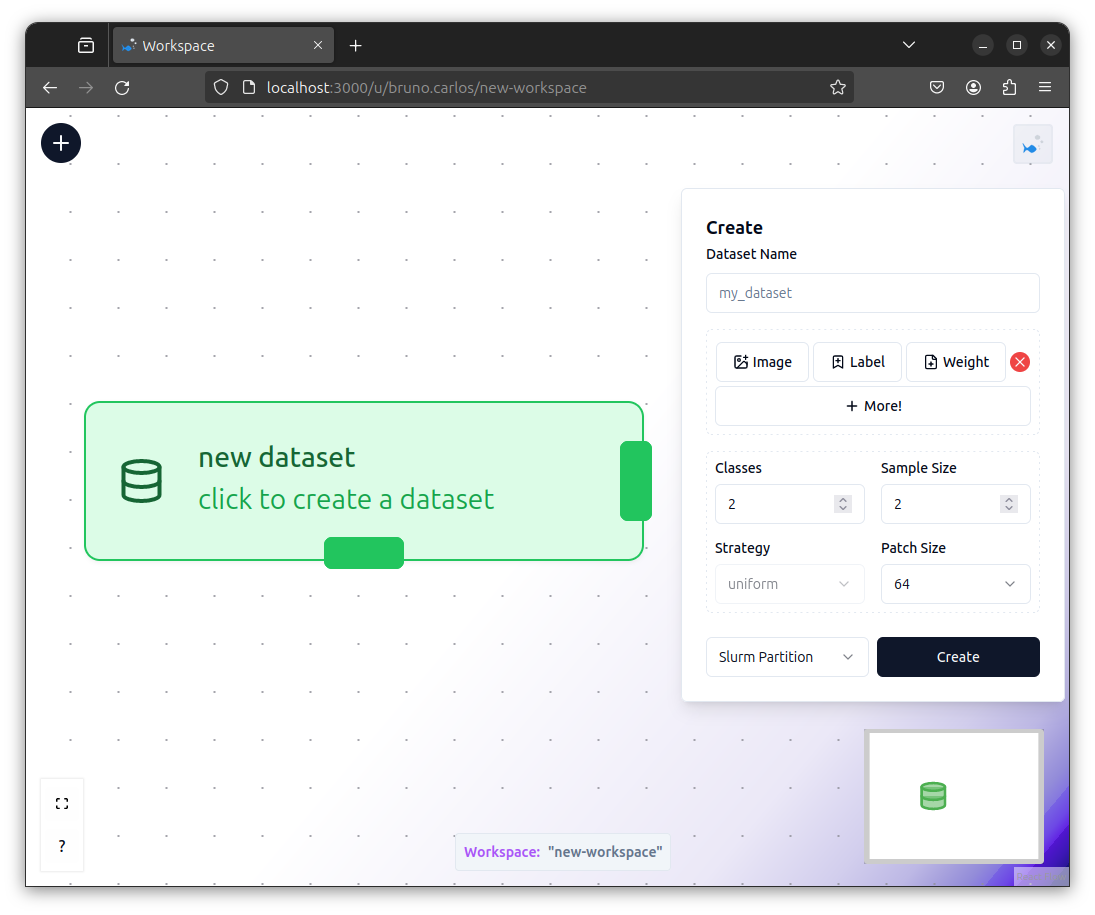 Workspace
localhost:3000/u/bruno.carlos/new-workspace
Create
Dataset Name
my_dataset
Image
Label
Weight
More!
Classes
Sample Size
2
2
Strategy
Patch Size
uniform
64
Slurm Partition
Create
new dataset
click to create a dataset
?
Workspace: "new-workspace"